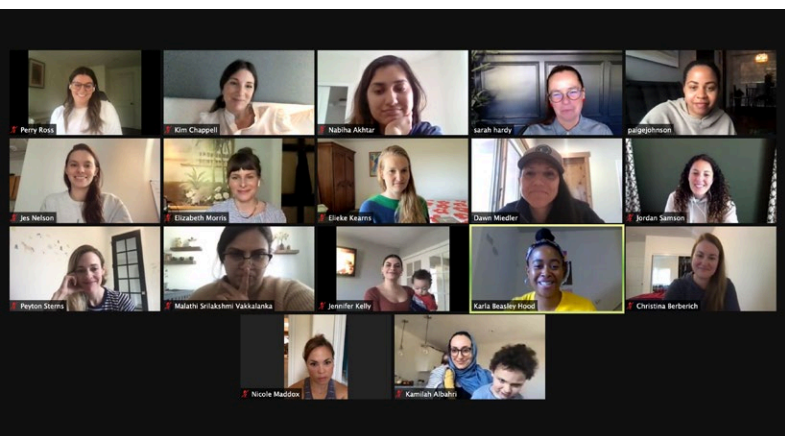 Perry Ross
Kim Chappell
Nabiha Akhtar
sarah hardy
paigejohnson
Jes Nelson
Elizabeth Morris
Elieke Kearns
Dawn Miedler
Jordan Samson
Peyton Sterns
Malathi Srilakshmi Vakkalanka
Jennifer Kelly
Karla Beasley Hood
Christina Berberich
Nicole Maddox
Kamilah Albahri